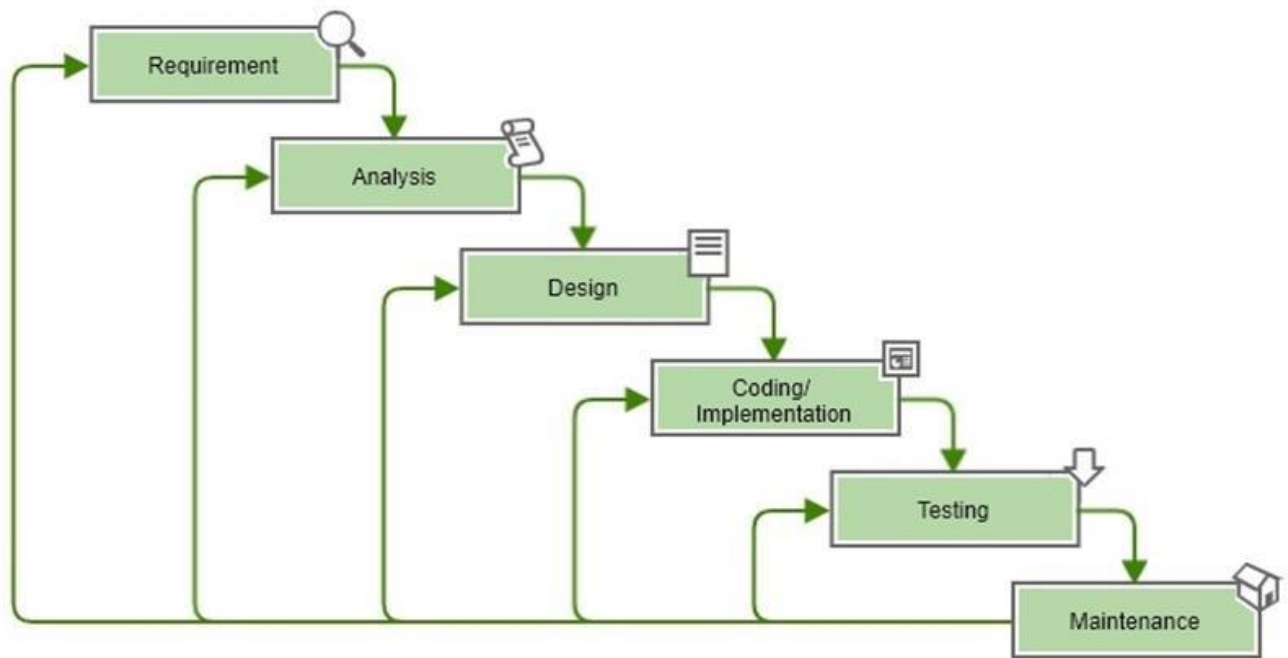 Requirement
Analysis
Design
Coding/
Implementation
Testing
Maintenance